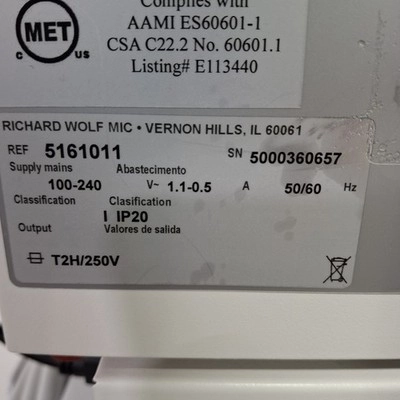 Complies with
MET
C US
AAMI ES60601-1
CSA C22.2 No. 60601.1
Listing# E113440
RICHARD WOLF MIC • VERNON HILLS, IL 60061
REF 5161011 SN 5000360657
Supply mains Abastecimento
100-240 V~ 1.1-0.5 A 50/60 Hz
Classification Clasification
I IP20
Output Valores de salida
T2H/250V